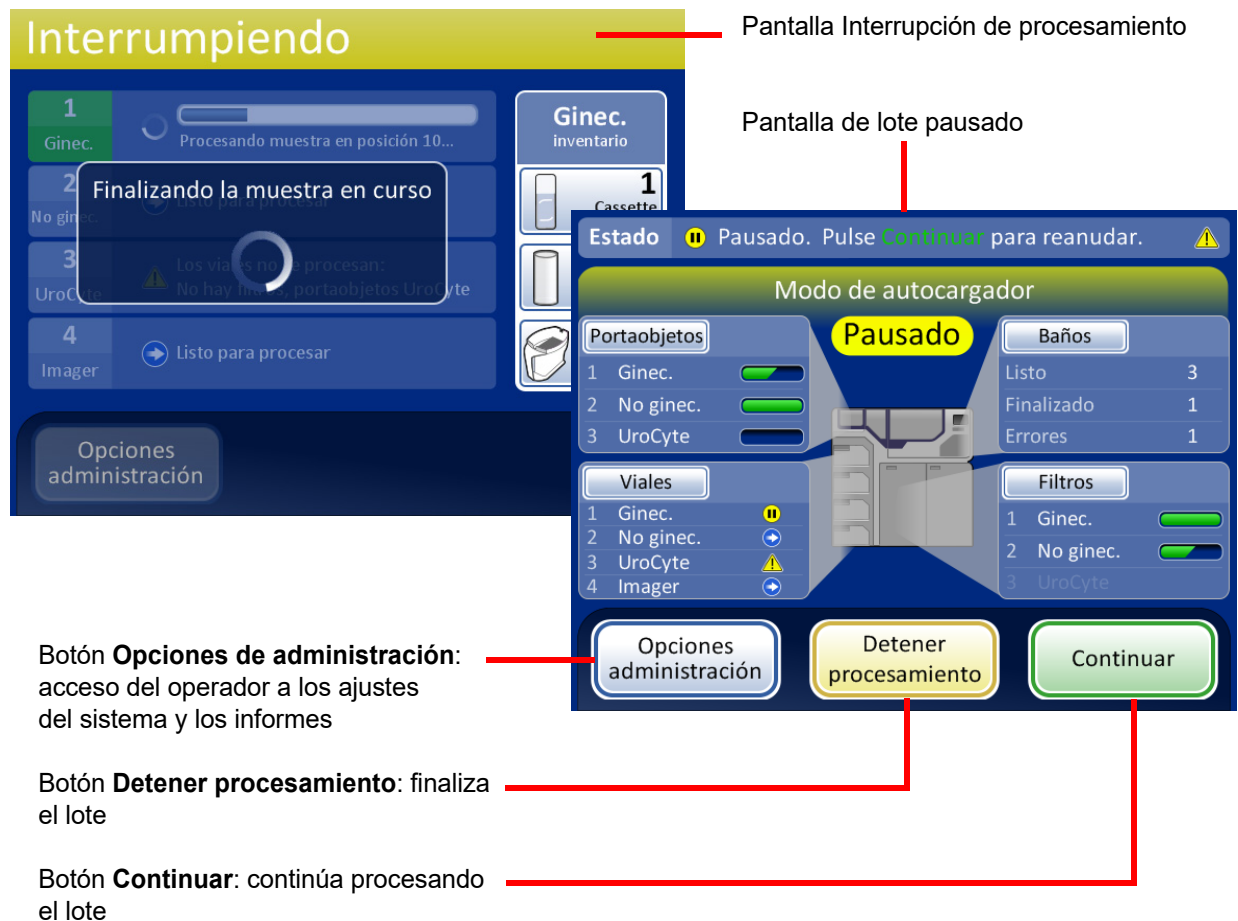 Interrumpiendo
Pantalla Interrupción de procesamiento
1
Ginec.
Procesando muestra en posición 10...
2
No ginec.
Listo para procesar
3
UroCyte
Los viales no se procesan:
No hay filtros, portaobjetos UroCyte
4
Imager
Listo para procesar
Finalizando la muestra en curso
Ginec.
inventario
1
Cassette
Opciones
administración
Pantalla de lote pausado
Estado Pausado. Pulse Continuar para reanudar.
Modo de autocargador
Pausado
Portaobjetos
1 Ginec.
2 No ginec.
3 UroCyte
Baños
Listo 3
Finalizado 1
Errores 1
Viales
1 Ginec.
2 No ginec.
3 UroCyte
4 Imager
Filtros
1 Ginec.
2 No ginec.
3 UroCyte
Opciones
administración
Detener
procesamiento
Continuar
Botón Opciones de administración:
acceso del operador a los ajustes
del sistema y los informes
Botón Detener procesamiento: finaliza
el lote
Botón Continuar: continúa procesando
el lote